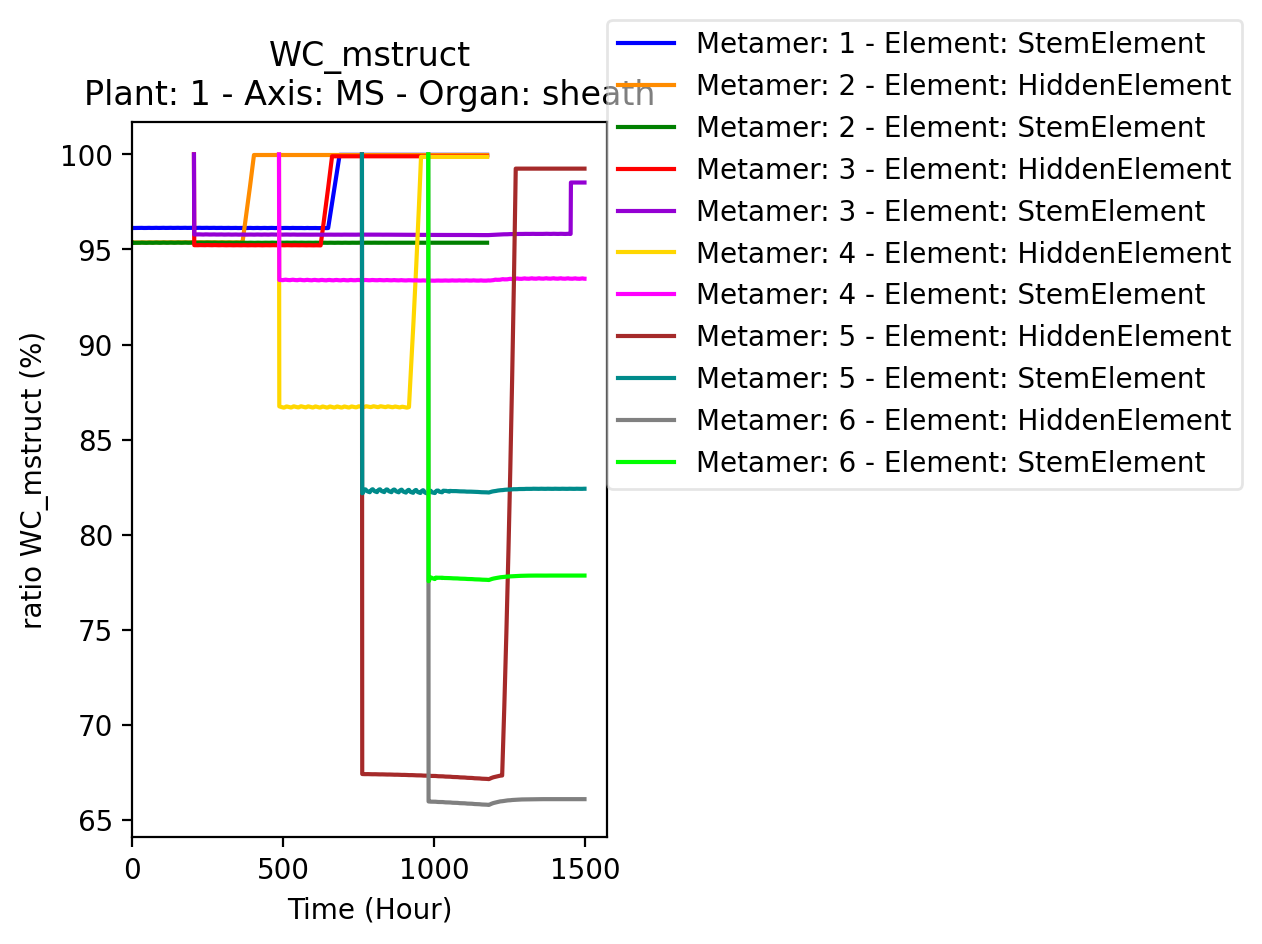 WC_mstruct
Plant: 1 - Axis: MS - Organ: sheath
Metamer: 1 - Element: StemElement
Metamer: 2 - Element: HiddenElement
Metamer: 2 - Element: StemElement
Metamer: 3 - Element: HiddenElement
Metamer: 3 - Element: StemElement
Metamer: 4 - Element: HiddenElement
Metamer: 4 - Element: StemElement
Metamer: 5 - Element: HiddenElement
Metamer: 5 - Element: StemElement
Metamer: 6 - Element: HiddenElement
Metamer: 6 - Element: StemElement
ratio WC_mstruct (%)
100
95
90
85
80
75
70
65
0
500
1000
1500
Time (Hour)